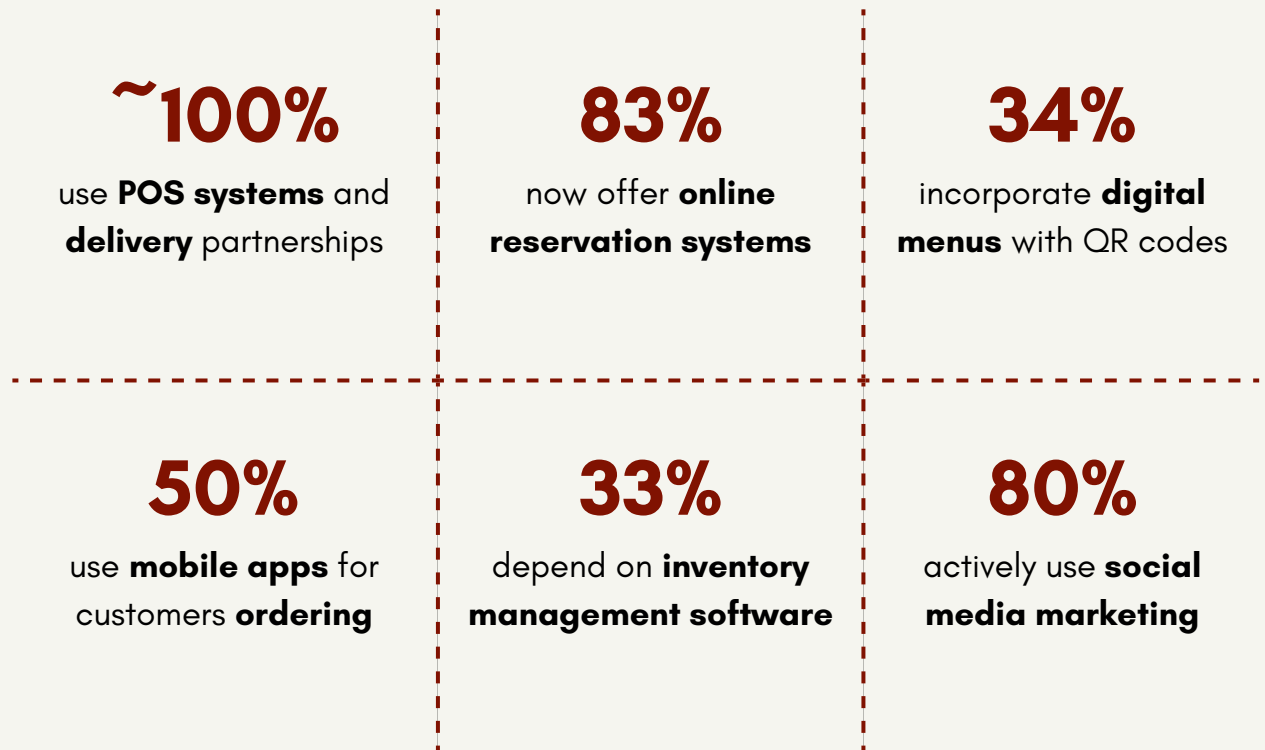 ~100%
use POS systems and
delivery partnerships
83%
now offer online
reservation systems
34%
incorporate digital
menus with QR codes
50%
use mobile apps for
customers ordering
33%
depend on inventory
management software
80%
actively use social
media marketing